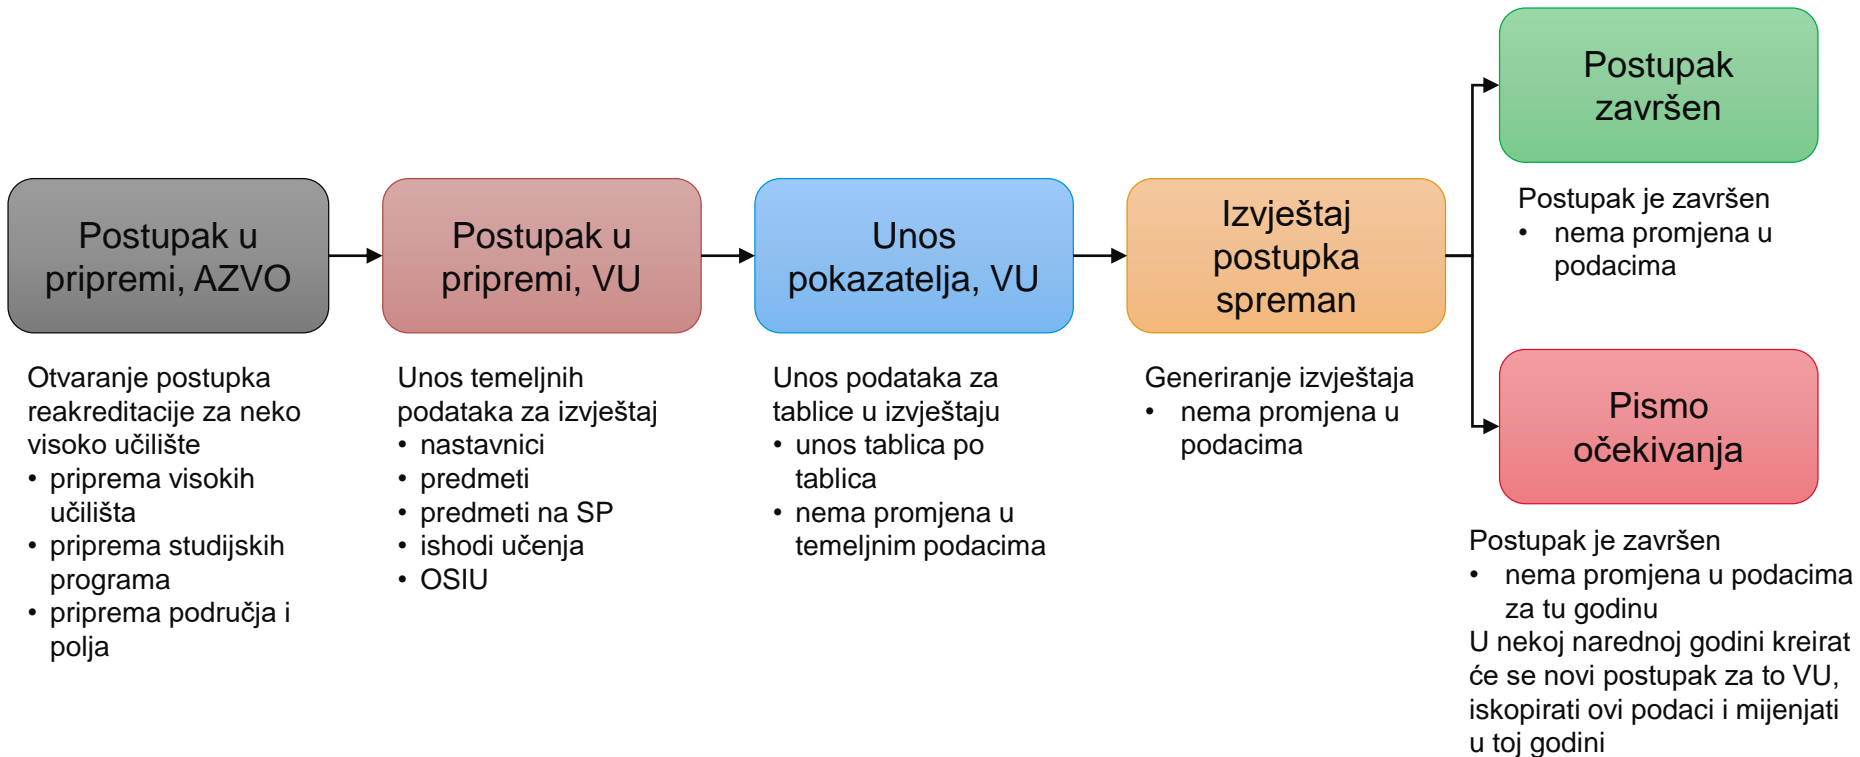 Postupak u
pripremi, AZVO
Otvaranje postupka
reakreditacije za neko
visoko učilište
• priprema visokih
učilišta
• priprema studijskih
programa
• priprema područja i
polja
Postupak u
pripremi, VU
Unos temeljnih
podataka za izvještaj
• nastavnici
• predmeti
• predmeti na SP
• ishodi učenja
• OSIU
Unos
pokazatelja, VU
Unos podataka za
tablice u izvještaju
• unos tablica po
tablica
• nema promjena u
temeljnim podacima
Izvještaj
postupka
spreman
Generiranje izvještaja
• nema promjena u
podacima
Postupak
završen
Postupak je završen
• nema promjena u
podacima
Pismo
očekivanja
Postupak je završen
• nema promjena u podacima
za tu godinu
U nekoj narednoj godini kreirat
će se novi postupak za to VU,
iskopirati ovi podaci i mijenjati
u toj godini